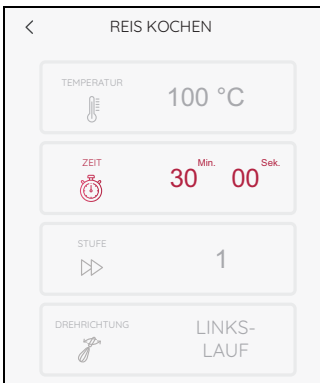 REIS KOCHEN
TEMPERATUR
100 °C
ZEIT
30 Min. 00 Sek.
STUFE
1
DREHRICHTUNG
LINKS-
LAUF